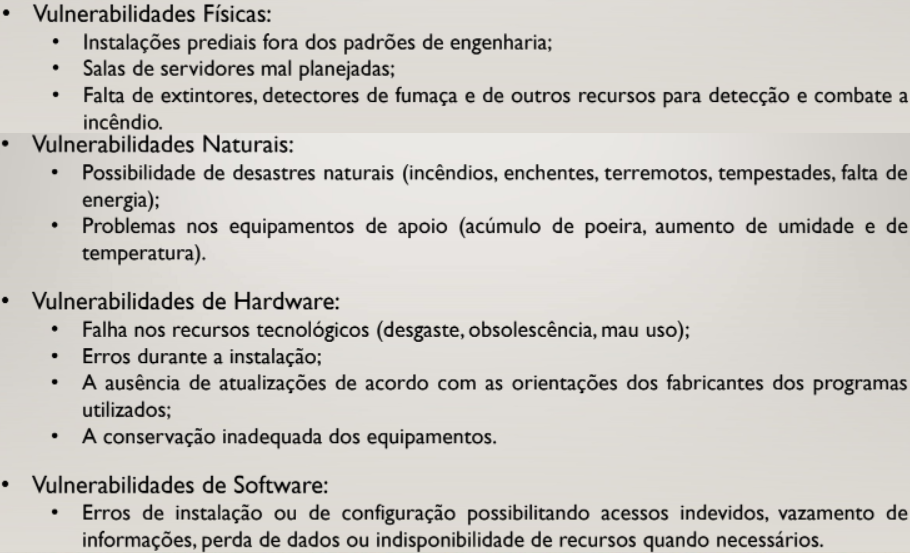 • Vulnerabilidades Físicas:
• Instalações prediais fora dos padrões de engenharia;
• Salas de servidores mal planejadas;
• Falta de extintores, detectores de fumaça e de outros recursos para detecção e combate a
incêndio.
• Vulnerabilidades Naturais:
• Possibilidade de desastres naturais (incêndios, enchentes, terremotos, tempestades, falta de
energia);
• Problemas nos equipamentos de apoio (acúmulo de poeira, aumento de umidade e de
temperatura).
• Vulnerabilidades de Hardware:
• Falha nos recursos tecnológicos (desgaste, obsolescência, mau uso);
• Erros durante a instalação;
• A ausência de atualizações de acordo com as orientações dos fabricantes dos programas
utilizados;
• A conservação inadequada dos equipamentos.
• Vulnerabilidades de Software:
• Erros de instalação ou de configuração possibilitando acessos indevidos, vazamento de
informações, perda de dados ou indisponibilidade de recursos quando necessários.